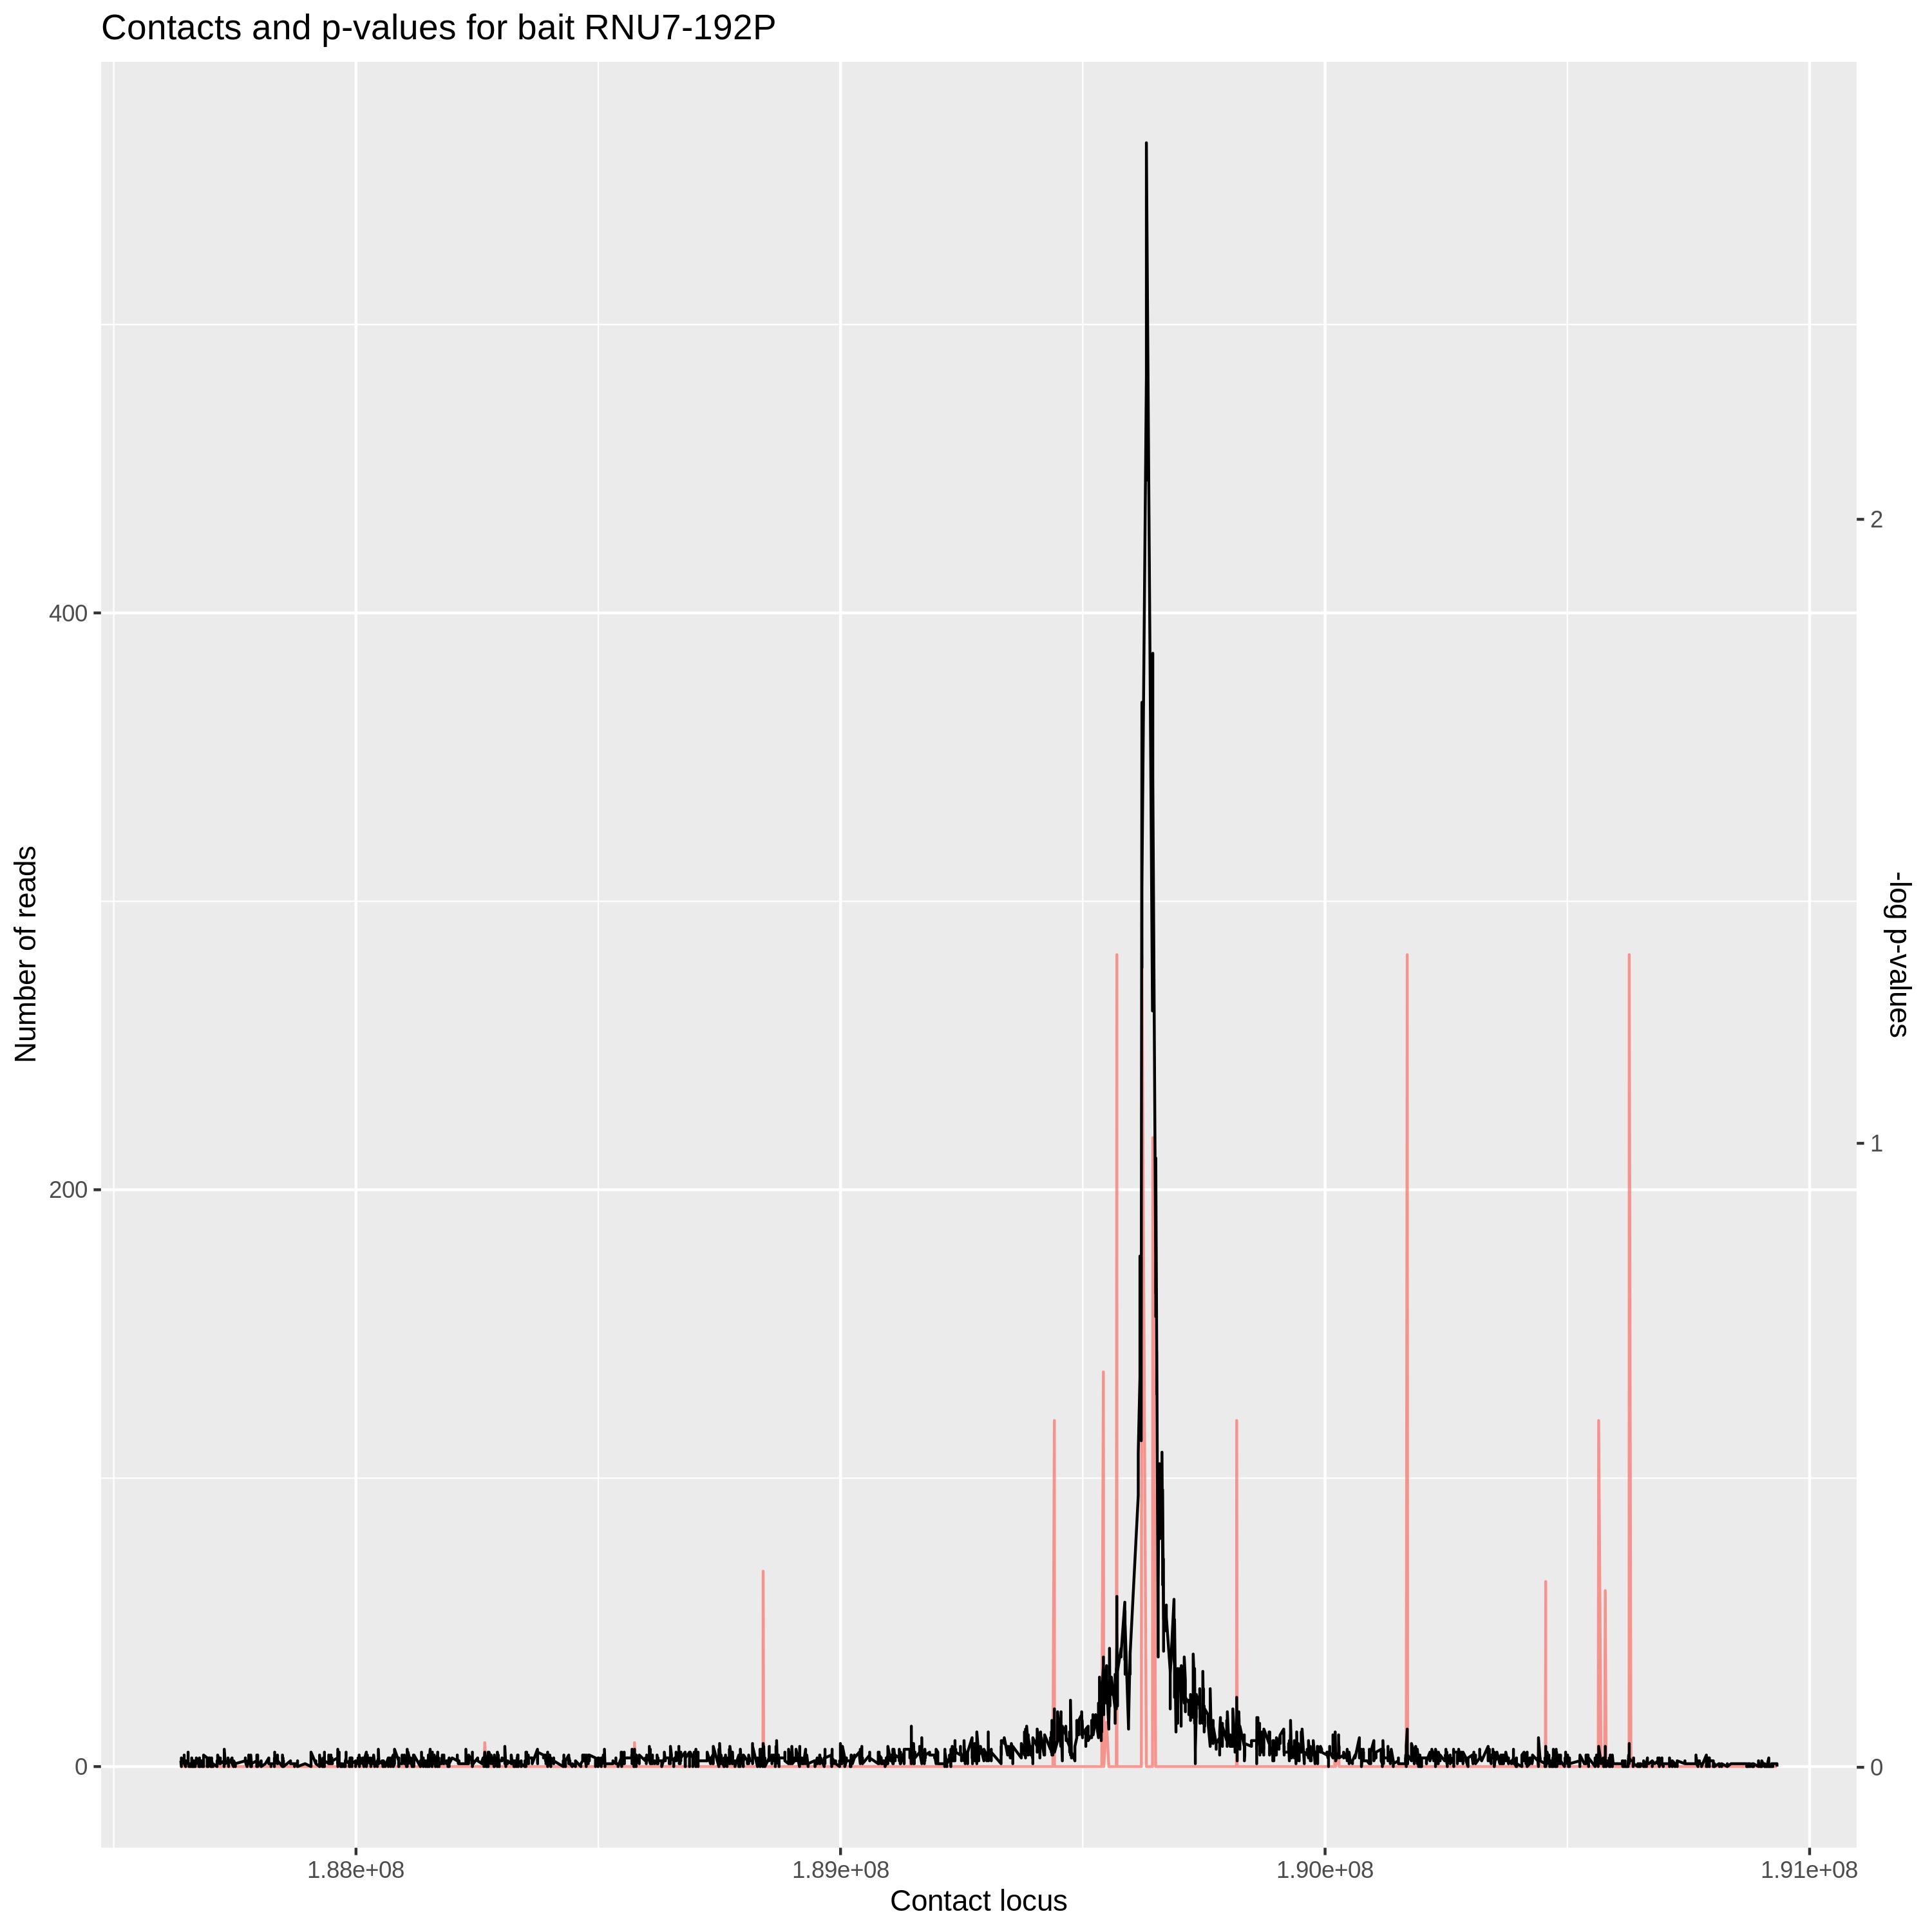 Contacts and p-values for bait RNU7-192P
Number of reads
400
200
0
2
1
0
-log p-values
1.88e+08
1.89e+08
1.90e+08
1.91e+08
Contact locus